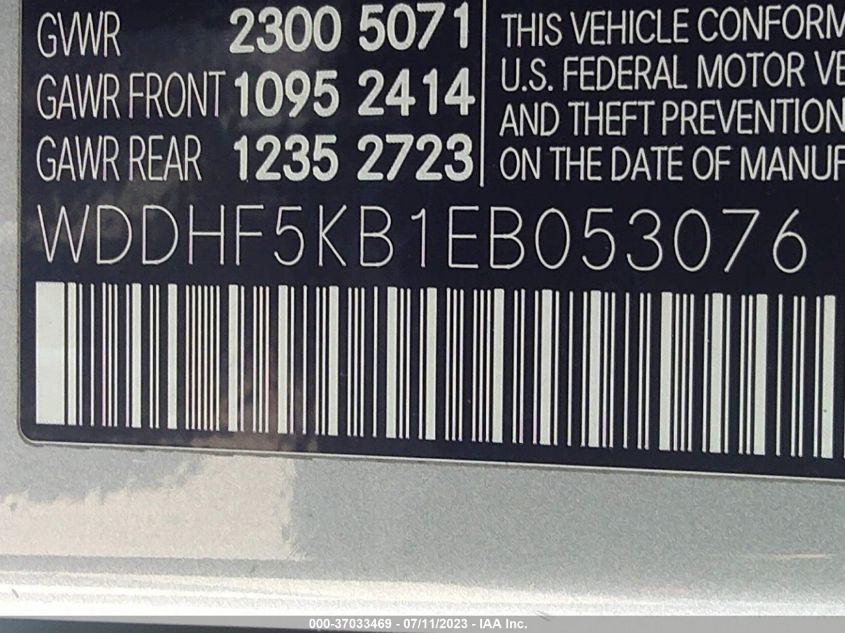 GVWR 2300 5071
GAWR FRONT 1095 2414
GAWR REAR 1235 2723
THIS VEHICLE CONFORM
U.S. FEDERAL MOTOR VE
AND THEFT PREVENTION
ON THE DATE OF MANUF
WDDHF5KB1EB053076
000-37033469 - 07/11/2023 - © IAA, Inc.